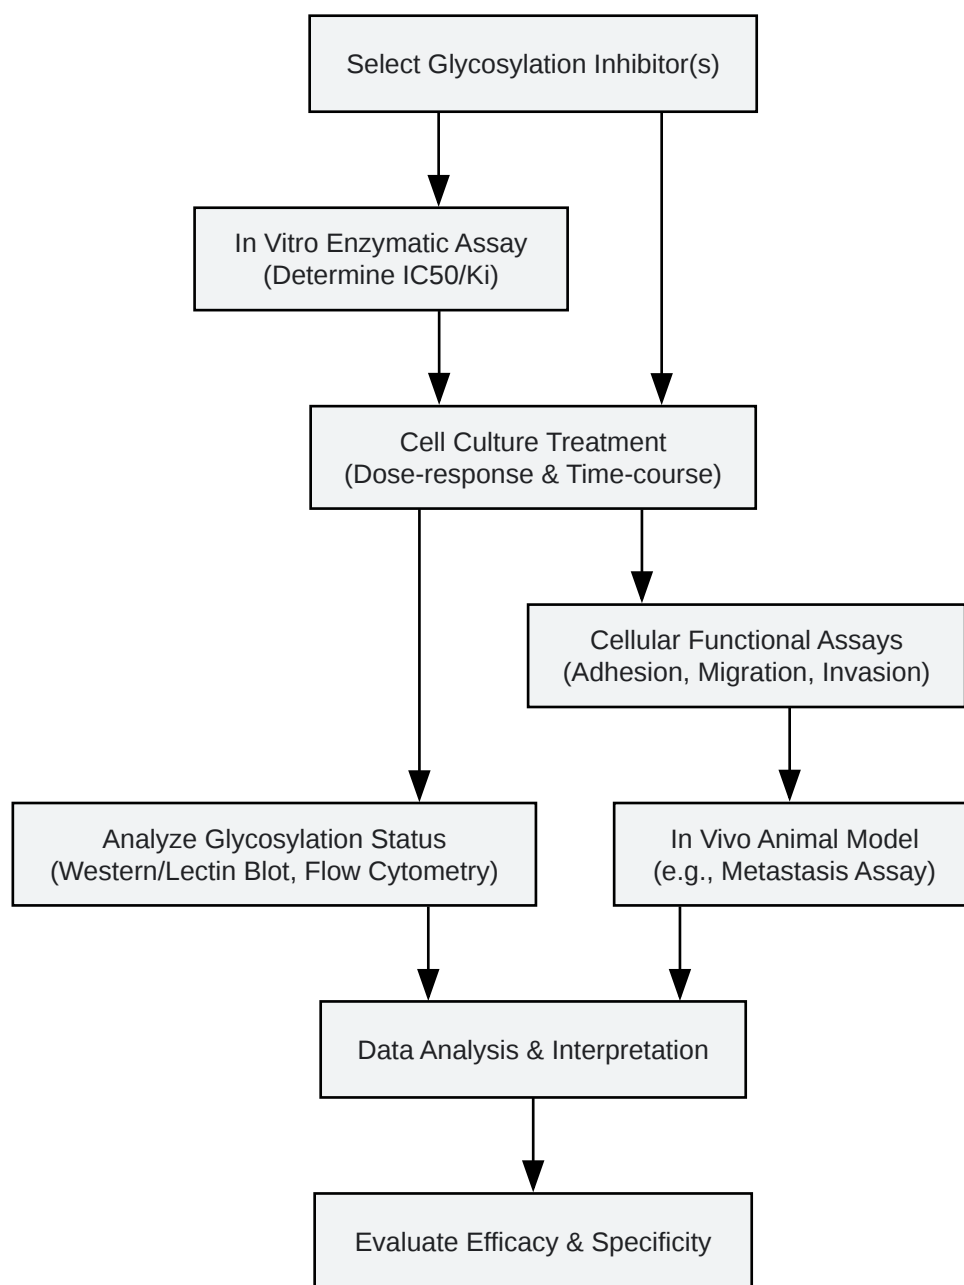 Select Glycosylation Inhibitor(s)
In Vitro Enzymatic Assay
(Determine IC50/Ki)
Cell Culture Treatment
(Dose-response & Time-course)
Cellular Functional Assays
(Adhesion, Migration, Invasion)
Analyze Glycosylation Status
(Western/Lectin Blot, Flow Cytometry)
In Vivo Animal Model
(e.g., Metastasis Assay)
Data Analysis & Interpretation
Evaluate Efficacy & Specificity